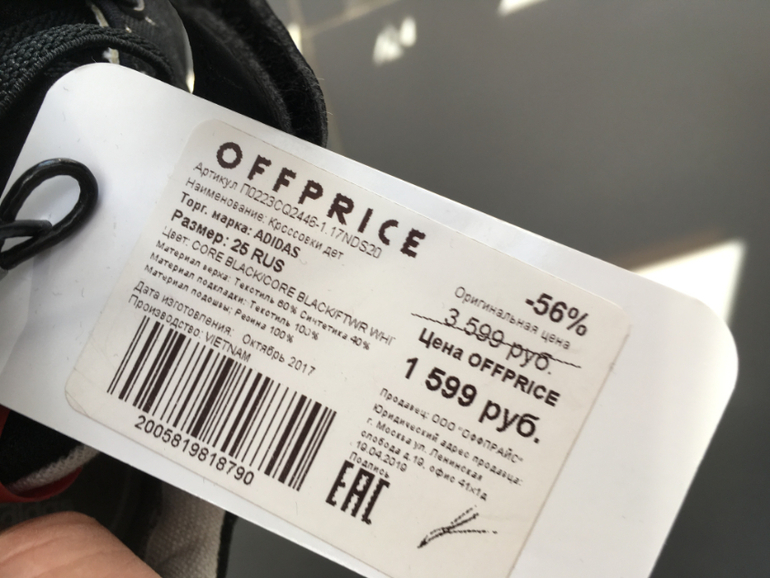 OFFPRICE
Артикул П0223CQ2446-1.17NDS20
Наименование: Кроссовки дет
Торг. марка: ADIDAS
Размер: 25 RUS
Цвет: CORE BLACK/CORE BLACK/FTWR WHI
Материал верха: Текстиль 60% Синтетика 40%
Материал подкладки: Текстиль 100%
Материал подошвы: Резина 100%
Дата изготовления: Октябрь 2017
Производство: VIETNAM
2005819818790
-56%
Оригинальная цена
3 599 руб.
Цена OFFPRICE
1 599 руб.
Продавец: ООО "ОФФПРАЙС"
Юридический адрес продавца:
г. Москва ул. Ленинская
слобода д.19, офис 41х1д
19.04.2019
Подпись
EAC